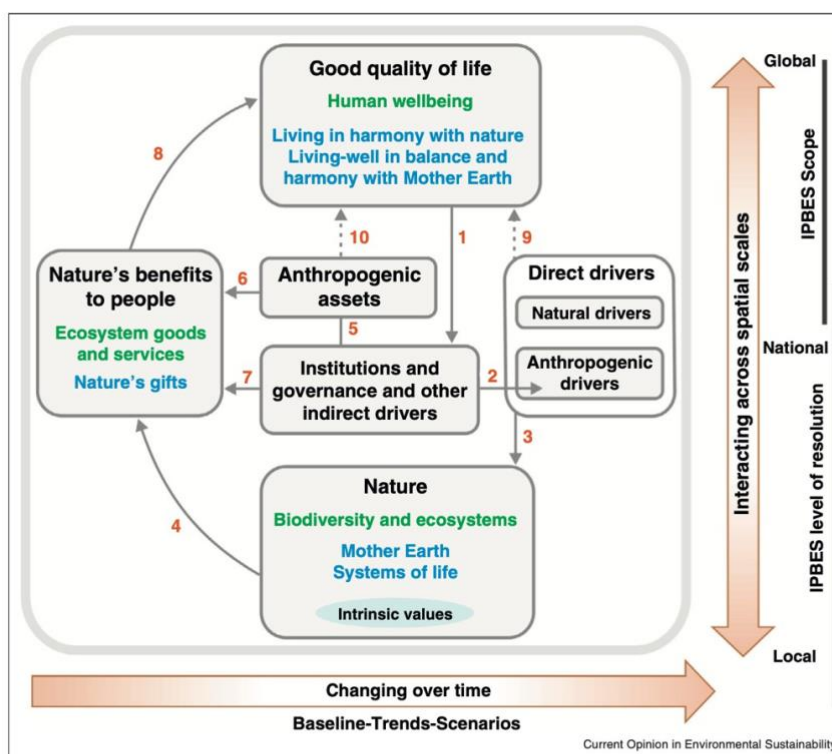 Good quality of life
Human wellbeing
Living in harmony with nature
Living-well in balance and
harmony with Mother Earth
8
10
1
9
Nature's benefits
to people
Ecosystem goods
and services
Nature's gifts
6
Anthropogenic
assets
5
7
Institutions and
governance and other
indirect drivers
2
Direct drivers
Natural drivers
Anthropogenic
drivers
3
4
Nature
Biodiversity and ecosystems
Mother Earth
Systems of life
Intrinsic values
Interacting across spatial scales
Global
National
Local
IPBES Scope
IPBES level of resolution
Changing over time
Baseline-Trends-Scenarios
Current Opinion in Environmental Sustainability